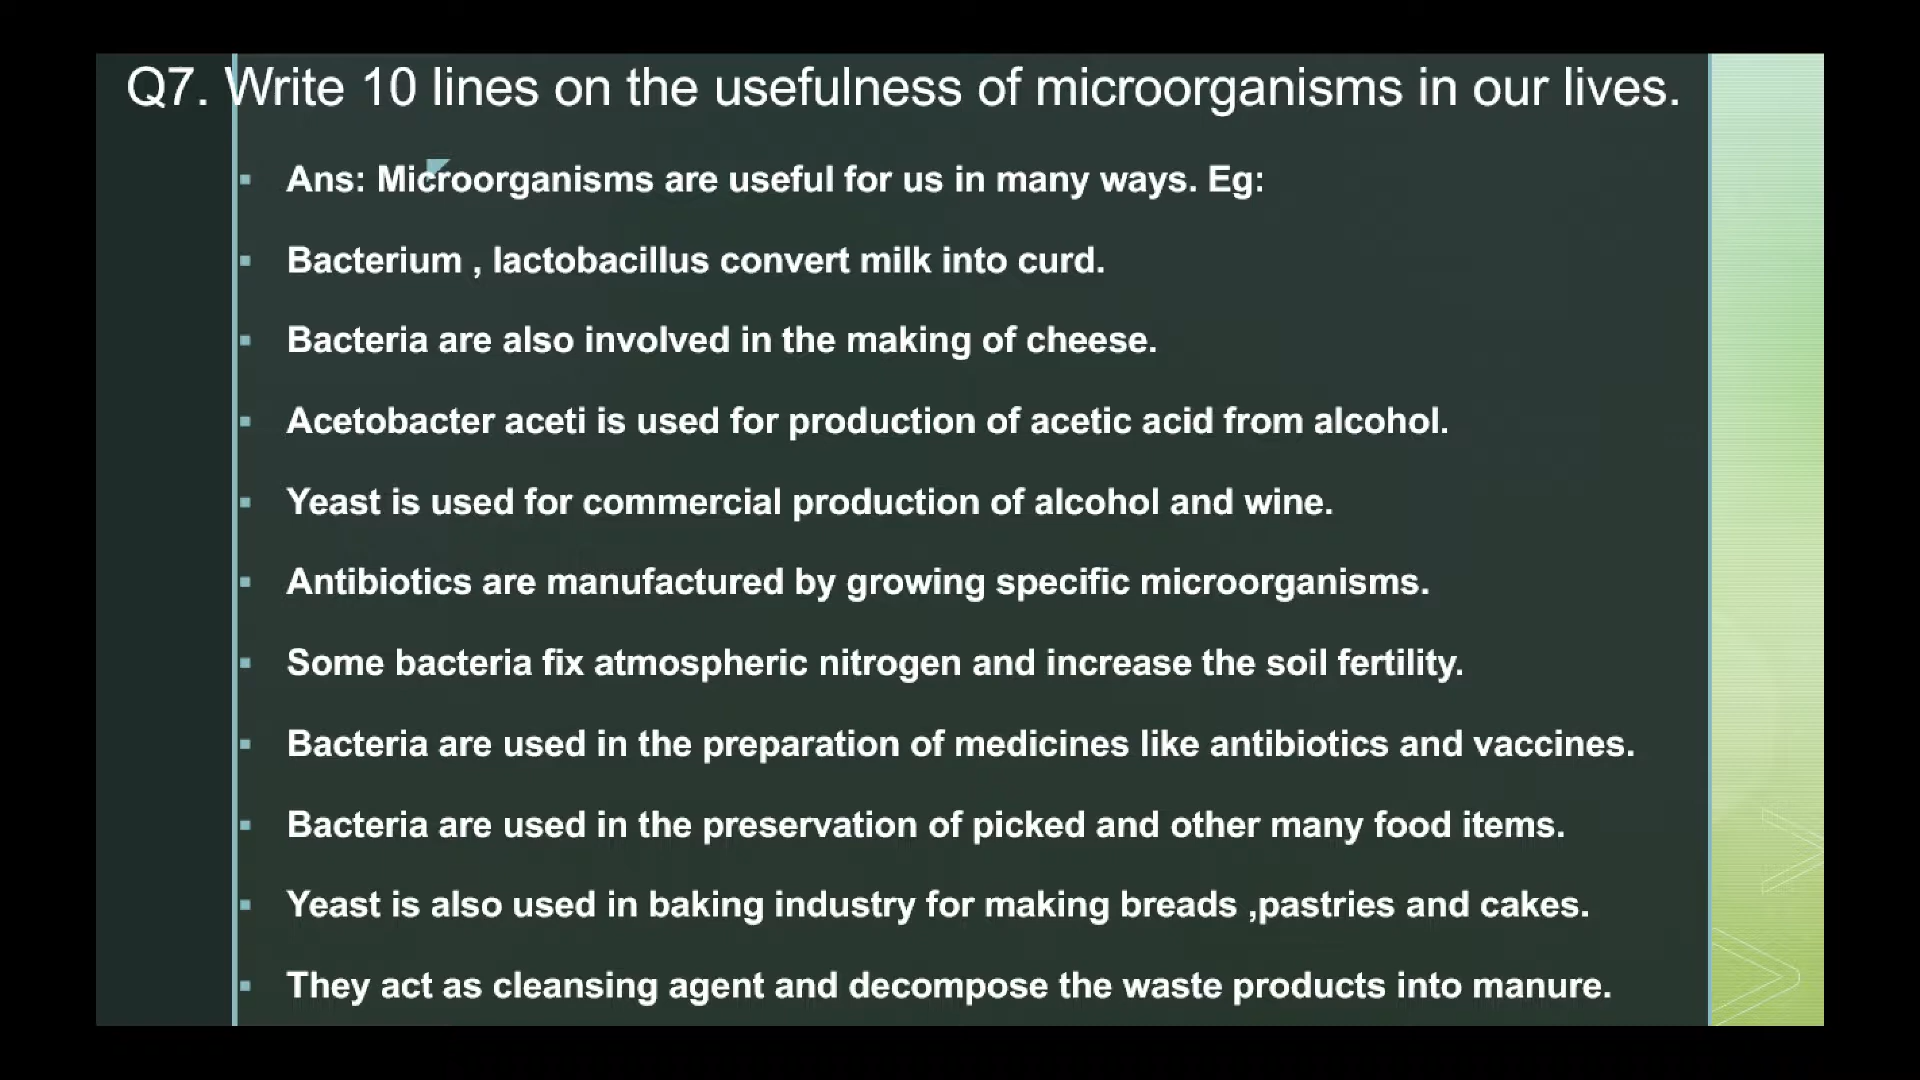 Q7. Write 10 lines on the usefulness of microorganisms in our lives.
Ans: Microorganisms are useful for us in many ways. Eg:
Bacterium , lactobacillus convert milk into curd.
Bacteria are also involved in the making of cheese.
Acetobacter aceti is used for production of acetic acid from alcohol.
Yeast is used for commercial production of alcohol and wine.
Antibiotics are manufactured by growing specific microorganisms.
Some bacteria fix atmospheric nitrogen and increase the soil fertility.
Bacteria are used in the preparation of medicines like antibiotics and vaccines.
Bacteria are used in the preservation of picked and other many food items.
Yeast is also used in baking industry for making breads ,pastries and cakes.
They act as cleansing agent and decompose the waste products into manure.